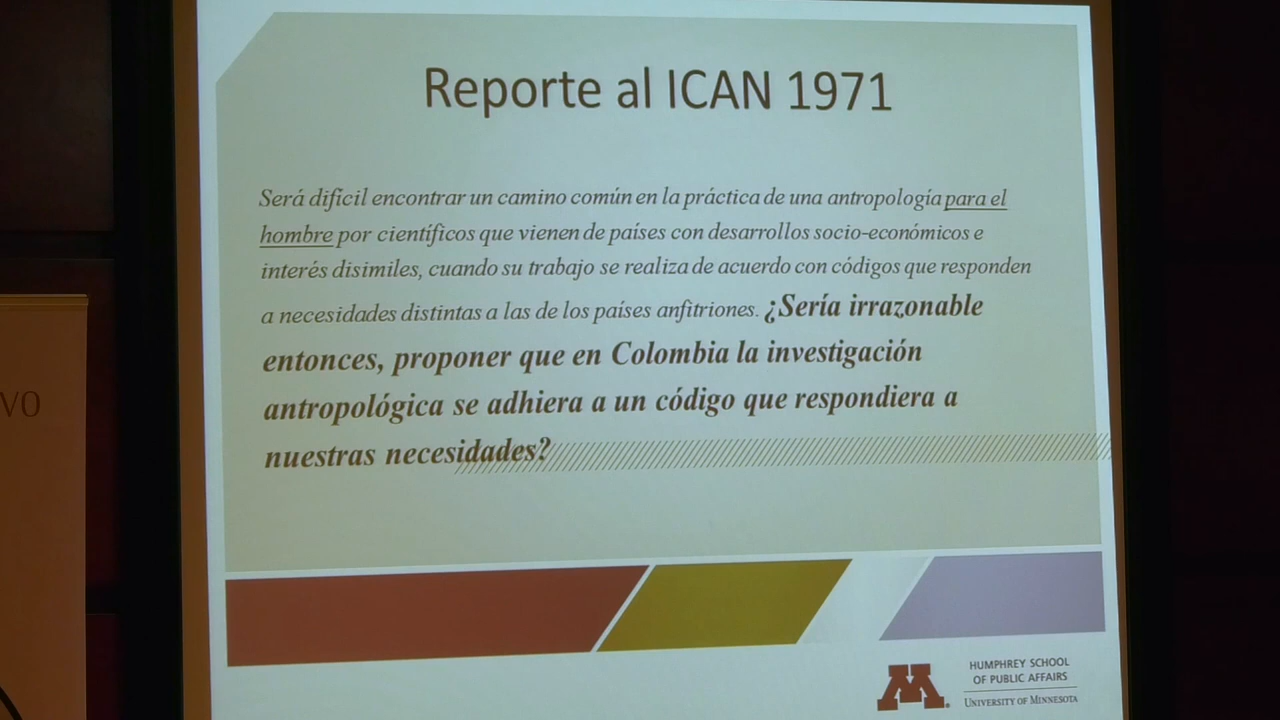 Reporte al ICAN 1971
Será difícil encontrar un camino común en la práctica de una antropología para el
hombre por científicos que vienen de países con desarrollos socio-económicos e
interés disimiles, cuando su trabajo se realiza de acuerdo con códigos que responden
a necesidades distintas a las de los países anfitriones. ¿Sería irrazonable
entonces, proponer que en Colombia la investigación
antropológica se adhiera a un código que respondiera a
nuestras necesidades?
VO
M
HUMPHREY SCHOOL
OF PUBLIC AFFAIRS
UNIVERSITY OF MINNESOTA